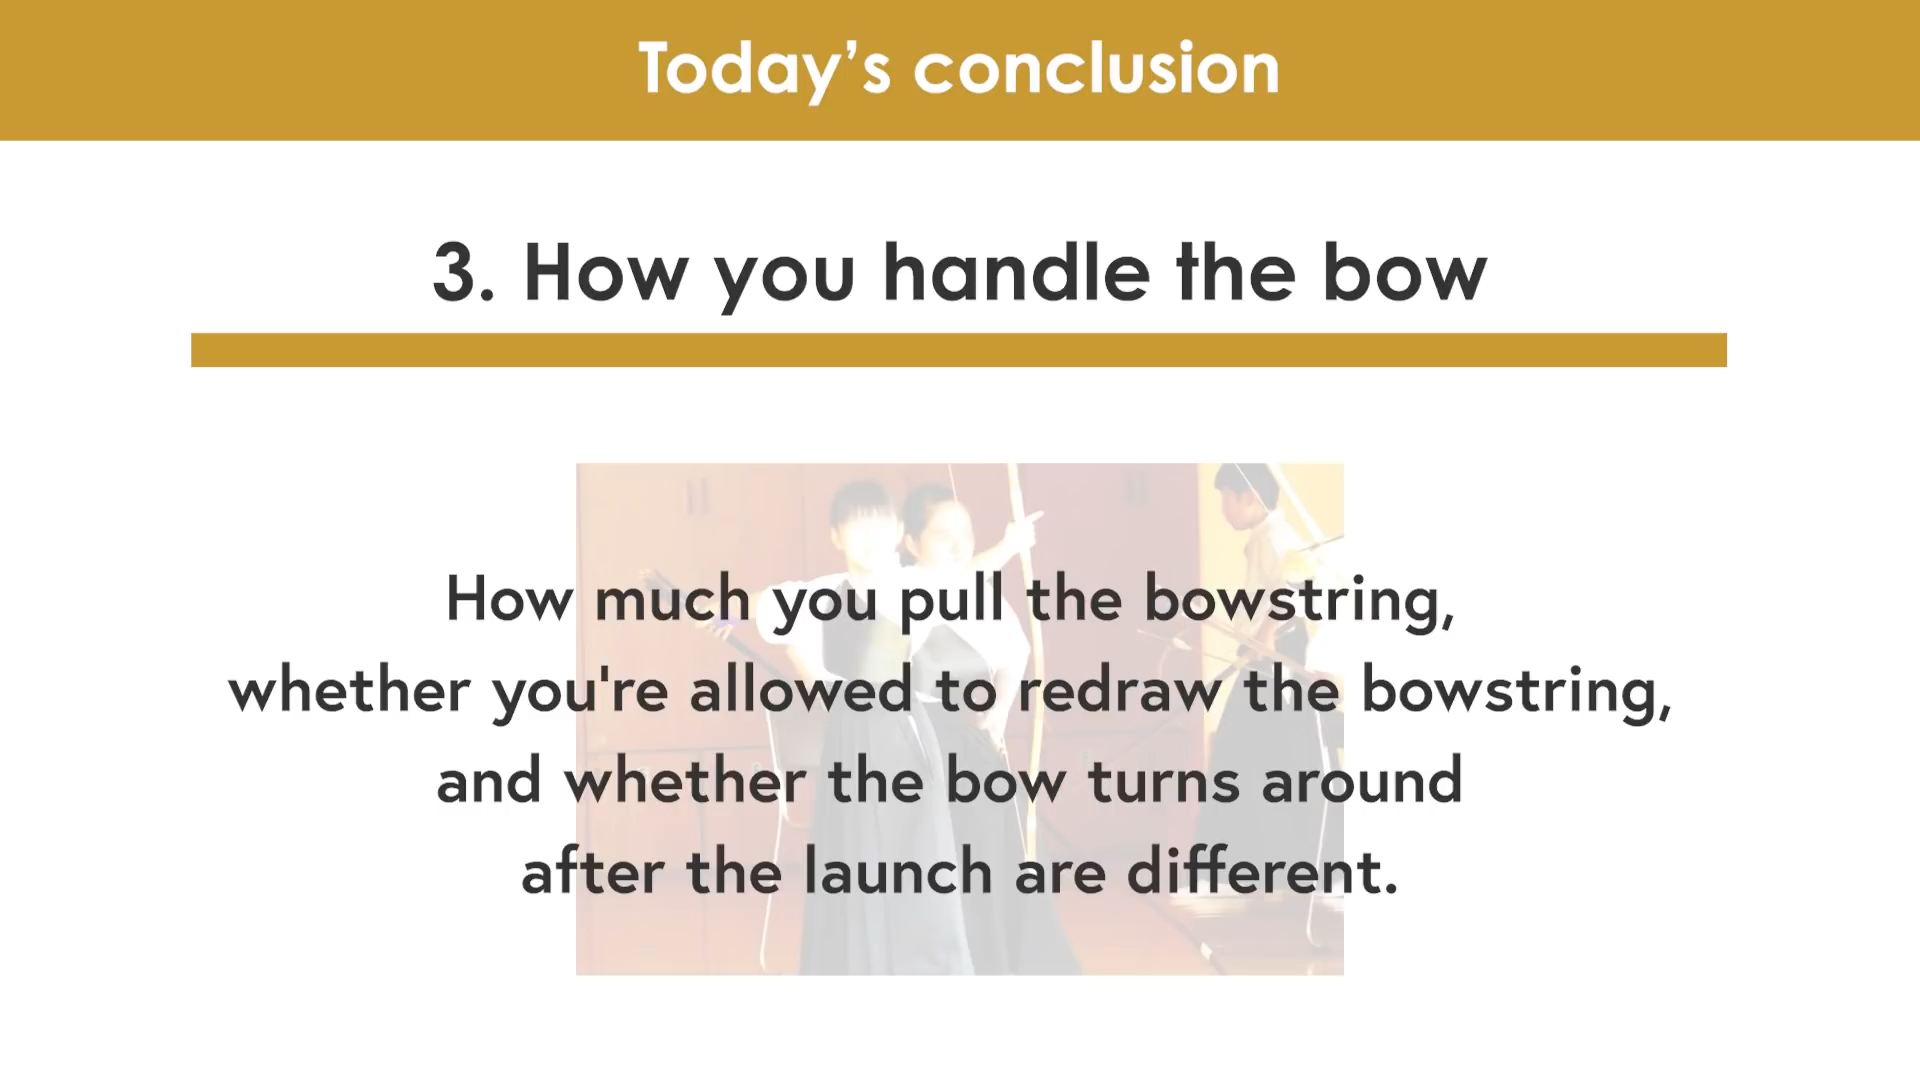 Today’s conclusion
3. How you handle the bow
How much you pull the bowstring,
whether you're allowed to redraw the bowstring,
and whether the bow turns around
after the launch are different.